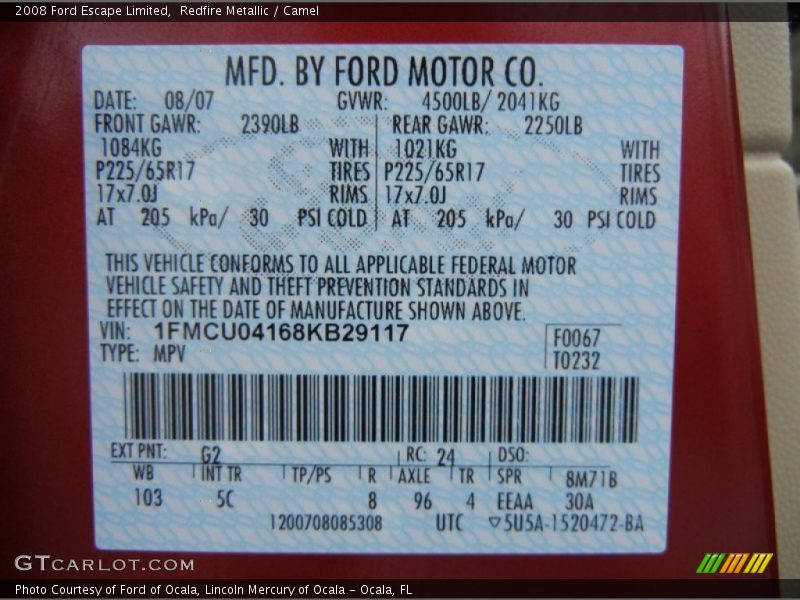 2008 Ford Escape Limited, Redfire Metallic / Camel
MFD. BY FORD MOTOR CO.
DATE: 08/07 GVWR: 4500LB/ 2041KG
FRONT GAWR: 2390LB REAR GAWR: 2250LB
1084KG WITH 1021KG WITH
P225/65R17 TIRES P225/65R17 TIRES
17x7.0J RIMS 17x7.0J RIMS
AT 205 kPa/ 30 PSI COLD AT 205 kPa/ 30 PSI COLD
THIS VEHICLE CONFORMS TO ALL APPLICABLE FEDERAL MOTOR
VEHICLE SAFETY AND THEFT PREVENTION STANDARDS IN
EFFECT ON THE DATE OF MANUFACTURE SHOWN ABOVE.
VIN: 1FMCU04168KB29117 F0067
TYPE: MPV T0232
EXT PNT: G2 RC: 24 DSO:
WB INT TR TP/PS R AXLE TR SPR 8M71B
103 5C 8 96 4 EEAA 30A
1200708085308 UTC ▽5U5A-1520472-BA
GTCARLOT.COM
Photo Courtesy of Ford of Ocala, Lincoln Mercury of Ocala - Ocala, FL